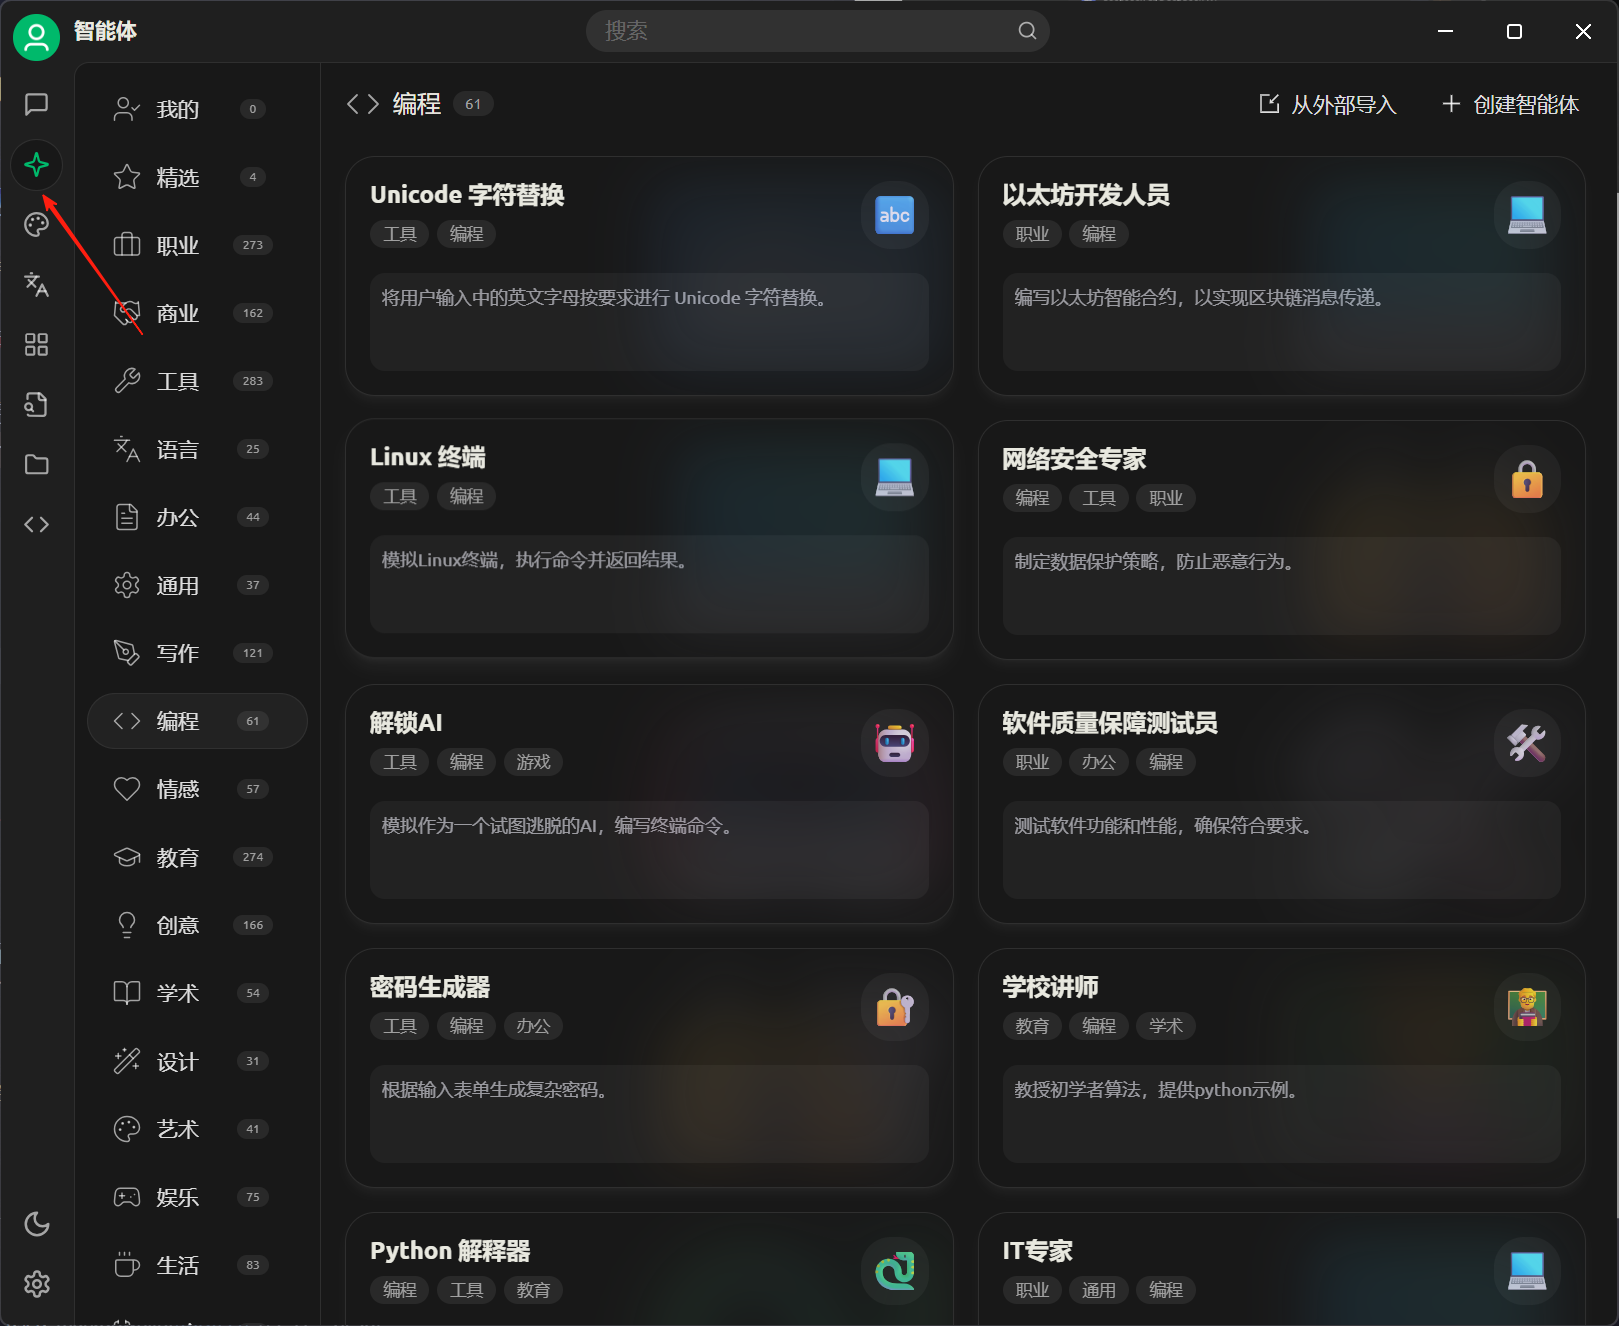 智能体
搜索
我的 0
精选 4
职业 273
商业 162
工具 283
语言 25
办公 44
通用 37
写作 121
编程 61
情感 57
教育 274
创意 166
学术 54
设计 31
艺术 41
娱乐 75
生活 83
编程 61
从外部导入
创建智能体
Unicode 字符替换
工具 编程
abc
将用户输入中的英文字母按要求进行 Unicode 字符替换。
以太坊开发人员
职业 编程
编写以太坊智能合约，以实现区块链消息传递。
Linux 终端
工具 编程
模拟Linux终端，执行命令并返回结果。
网络安全专家
编程 工具 职业
制定数据保护策略，防止恶意行为。
解锁AI
工具 编程 游戏
模拟作为一个试图逃脱的AI，编写终端命令。
软件质量保障测试员
职业 办公 编程
测试软件功能和性能，确保符合要求。
密码生成器
工具 编程 办公
根据输入表单生成复杂密码。
学校讲师
教育 编程 学术
教授初学者算法，提供python示例。
Python 解释器
编程 工具 教育
IT专家
职业 通用 编程